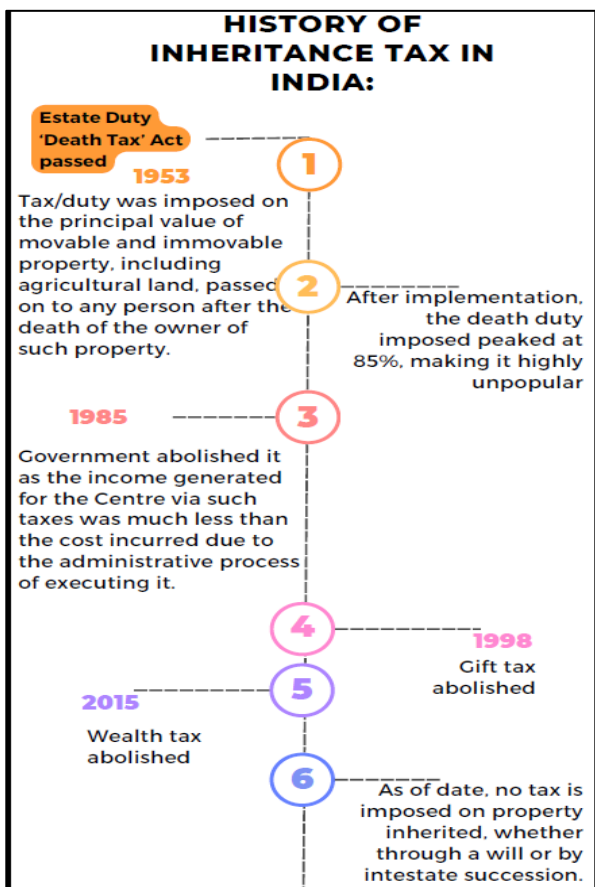 HISTORY OF
INHERITANCE TAX IN
INDIA:
Estate Duty
‘Death Tax’ Act
passed
1953
1
Tax/duty was imposed on
the principal value of
movable and immovable
property, including
agricultural land, passed
on to any person after the
death of the owner of
such property.
2
After implementation,
the death duty
imposed peaked at
85%, making it highly
unpopular
1985
3
Government abolished it
as the income generated
for the Centre via such
taxes was much less than
the cost incurred due to
the administrative process
of executing it.
4
1998
Gift tax
abolished
5
2015
Wealth tax
abolished
6
As of date, no tax is
imposed on property
inherited, whether
through a will or by
intestate succession.